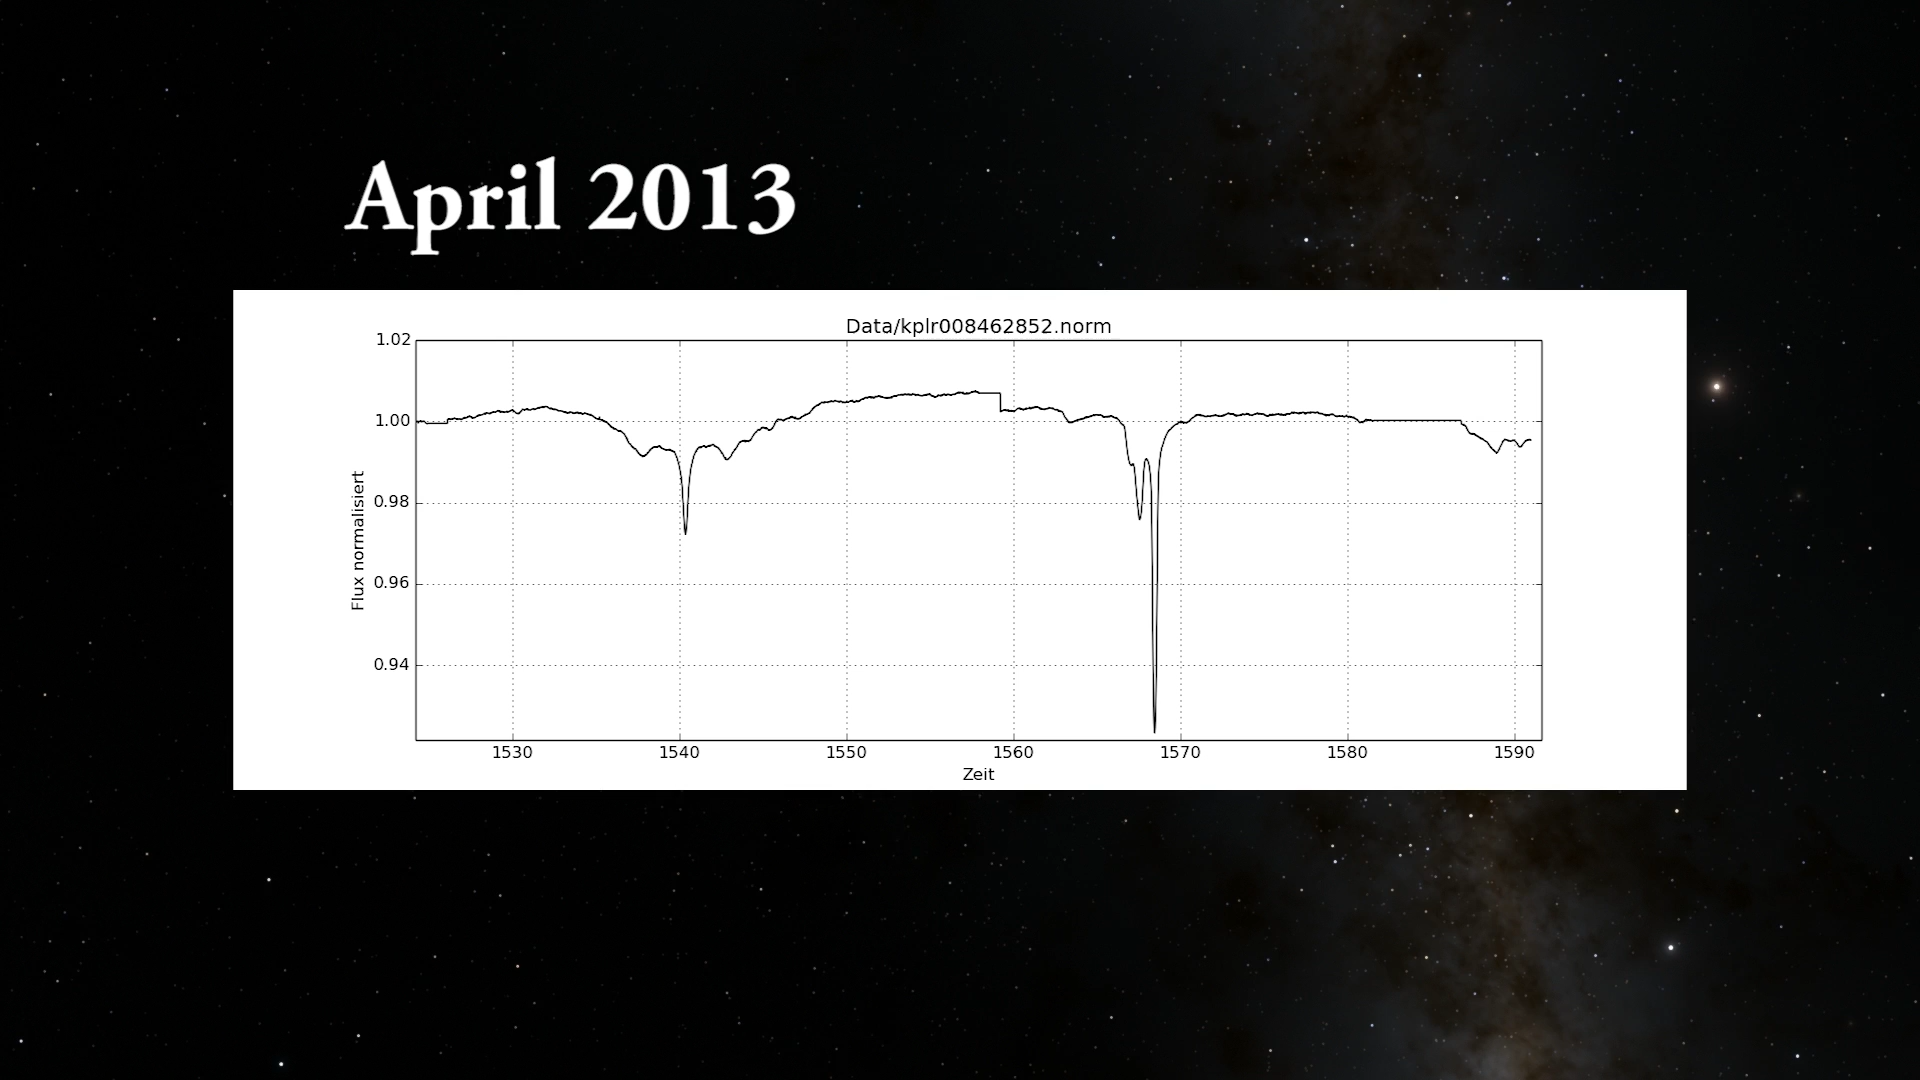 April 2013
Data/kplr008462852.norm
1.02
1.00
0.98
0.96
0.94
Flux normalisiert
1530 1540 1550 1560 1570 1580 1590
Zeit